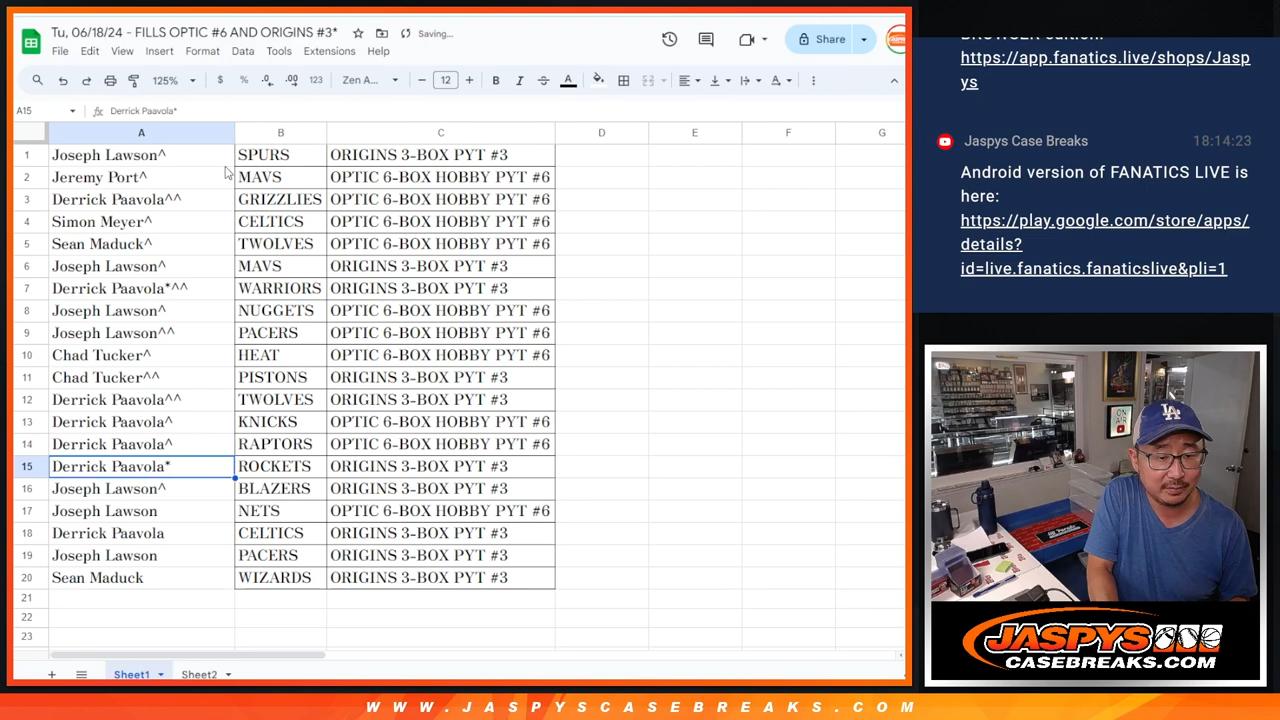 Tu, 06/18/24 - FILLS OPTIC #6 AND ORIGINS #3*
Saving...
File Edit View Insert Format Data Tools Extensions Help
Share
125% $ % .0 .00 123 Zen A... 12 B I A
A15 fx Derrick Paavola*
A B C D E F G
1 Joseph Lawson^ SPURS ORIGINS 3-BOX PYT #3
2 Jeremy Port^ MAVS OPTIC 6-BOX HOBBY PYT #6
3 Derrick Paavola^^ GRIZZLIES OPTIC 6-BOX HOBBY PYT #6
4 Simon Meyer^ CELTICS OPTIC 6-BOX HOBBY PYT #6
5 Sean Maduck^ TWOLVES OPTIC 6-BOX HOBBY PYT #6
6 Joseph Lawson^ MAVS ORIGINS 3-BOX PYT #3
7 Derrick Paavola*^^ WARRIORS ORIGINS 3-BOX PYT #3
8 Joseph Lawson^ NUGGETS OPTIC 6-BOX HOBBY PYT #6
9 Joseph Lawson^^ PACERS OPTIC 6-BOX HOBBY PYT #6
10 Chad Tucker^ HEAT OPTIC 6-BOX HOBBY PYT #6
11 Chad Tucker^^ PISTONS ORIGINS 3-BOX PYT #3
12 Derrick Paavola^^ TWOLVES ORIGINS 3-BOX PYT #3
13 Derrick Paavola^ KNICKS OPTIC 6-BOX HOBBY PYT #6
14 Derrick Paavola^ RAPTORS OPTIC 6-BOX HOBBY PYT #6
15 Derrick Paavola* ROCKETS ORIGINS 3-BOX PYT #3
16 Joseph Lawson^ BLAZERS ORIGINS 3-BOX PYT #3
17 Joseph Lawson NETS OPTIC 6-BOX HOBBY PYT #6
18 Derrick Paavola CELTICS ORIGINS 3-BOX PYT #3
19 Joseph Lawson PACERS ORIGINS 3-BOX PYT #3
20 Sean Maduck WIZARDS ORIGINS 3-BOX PYT #3
21
22
23
Sheet1 Sheet2
https://app.fanatics.live/shops/Jasp
ys
Jaspys Case Breaks 18:14:23
Android version of FANATICS LIVE is
here:
https://play.google.com/store/apps/
details?
id=live.fanatics.fanaticslive&pli=1
ON
AIR
LA
JASPYS
CASEBREAKS.COM
WWW.JASPYSCASEBREAKS.COM